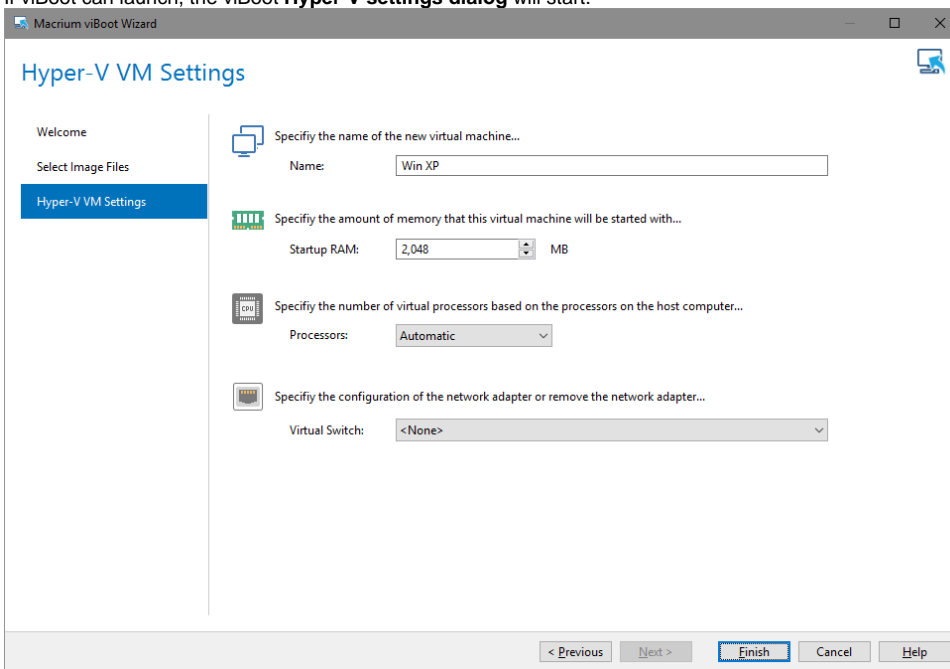 If viBoot can launch, the viBoot Hyper-V settings dialog will start.
Macrium viBoot Wizard
Hyper-V VM Settings
Welcome
Select Image Files
Hyper-V VM Settings
Specifiy the name of the new virtual machine...
Name: Win XP
Specifiy the amount of memory that this virtual machine will be started with...
Startup RAM: 2,048 MB
CPU
Specifiy the number of virtual processors based on the processors on the host computer...
Processors: Automatic
Specifiy the configuration of the network adapter or remove the network adapter...
Virtual Switch: <None>
< Previous Next > Finish Cancel Help